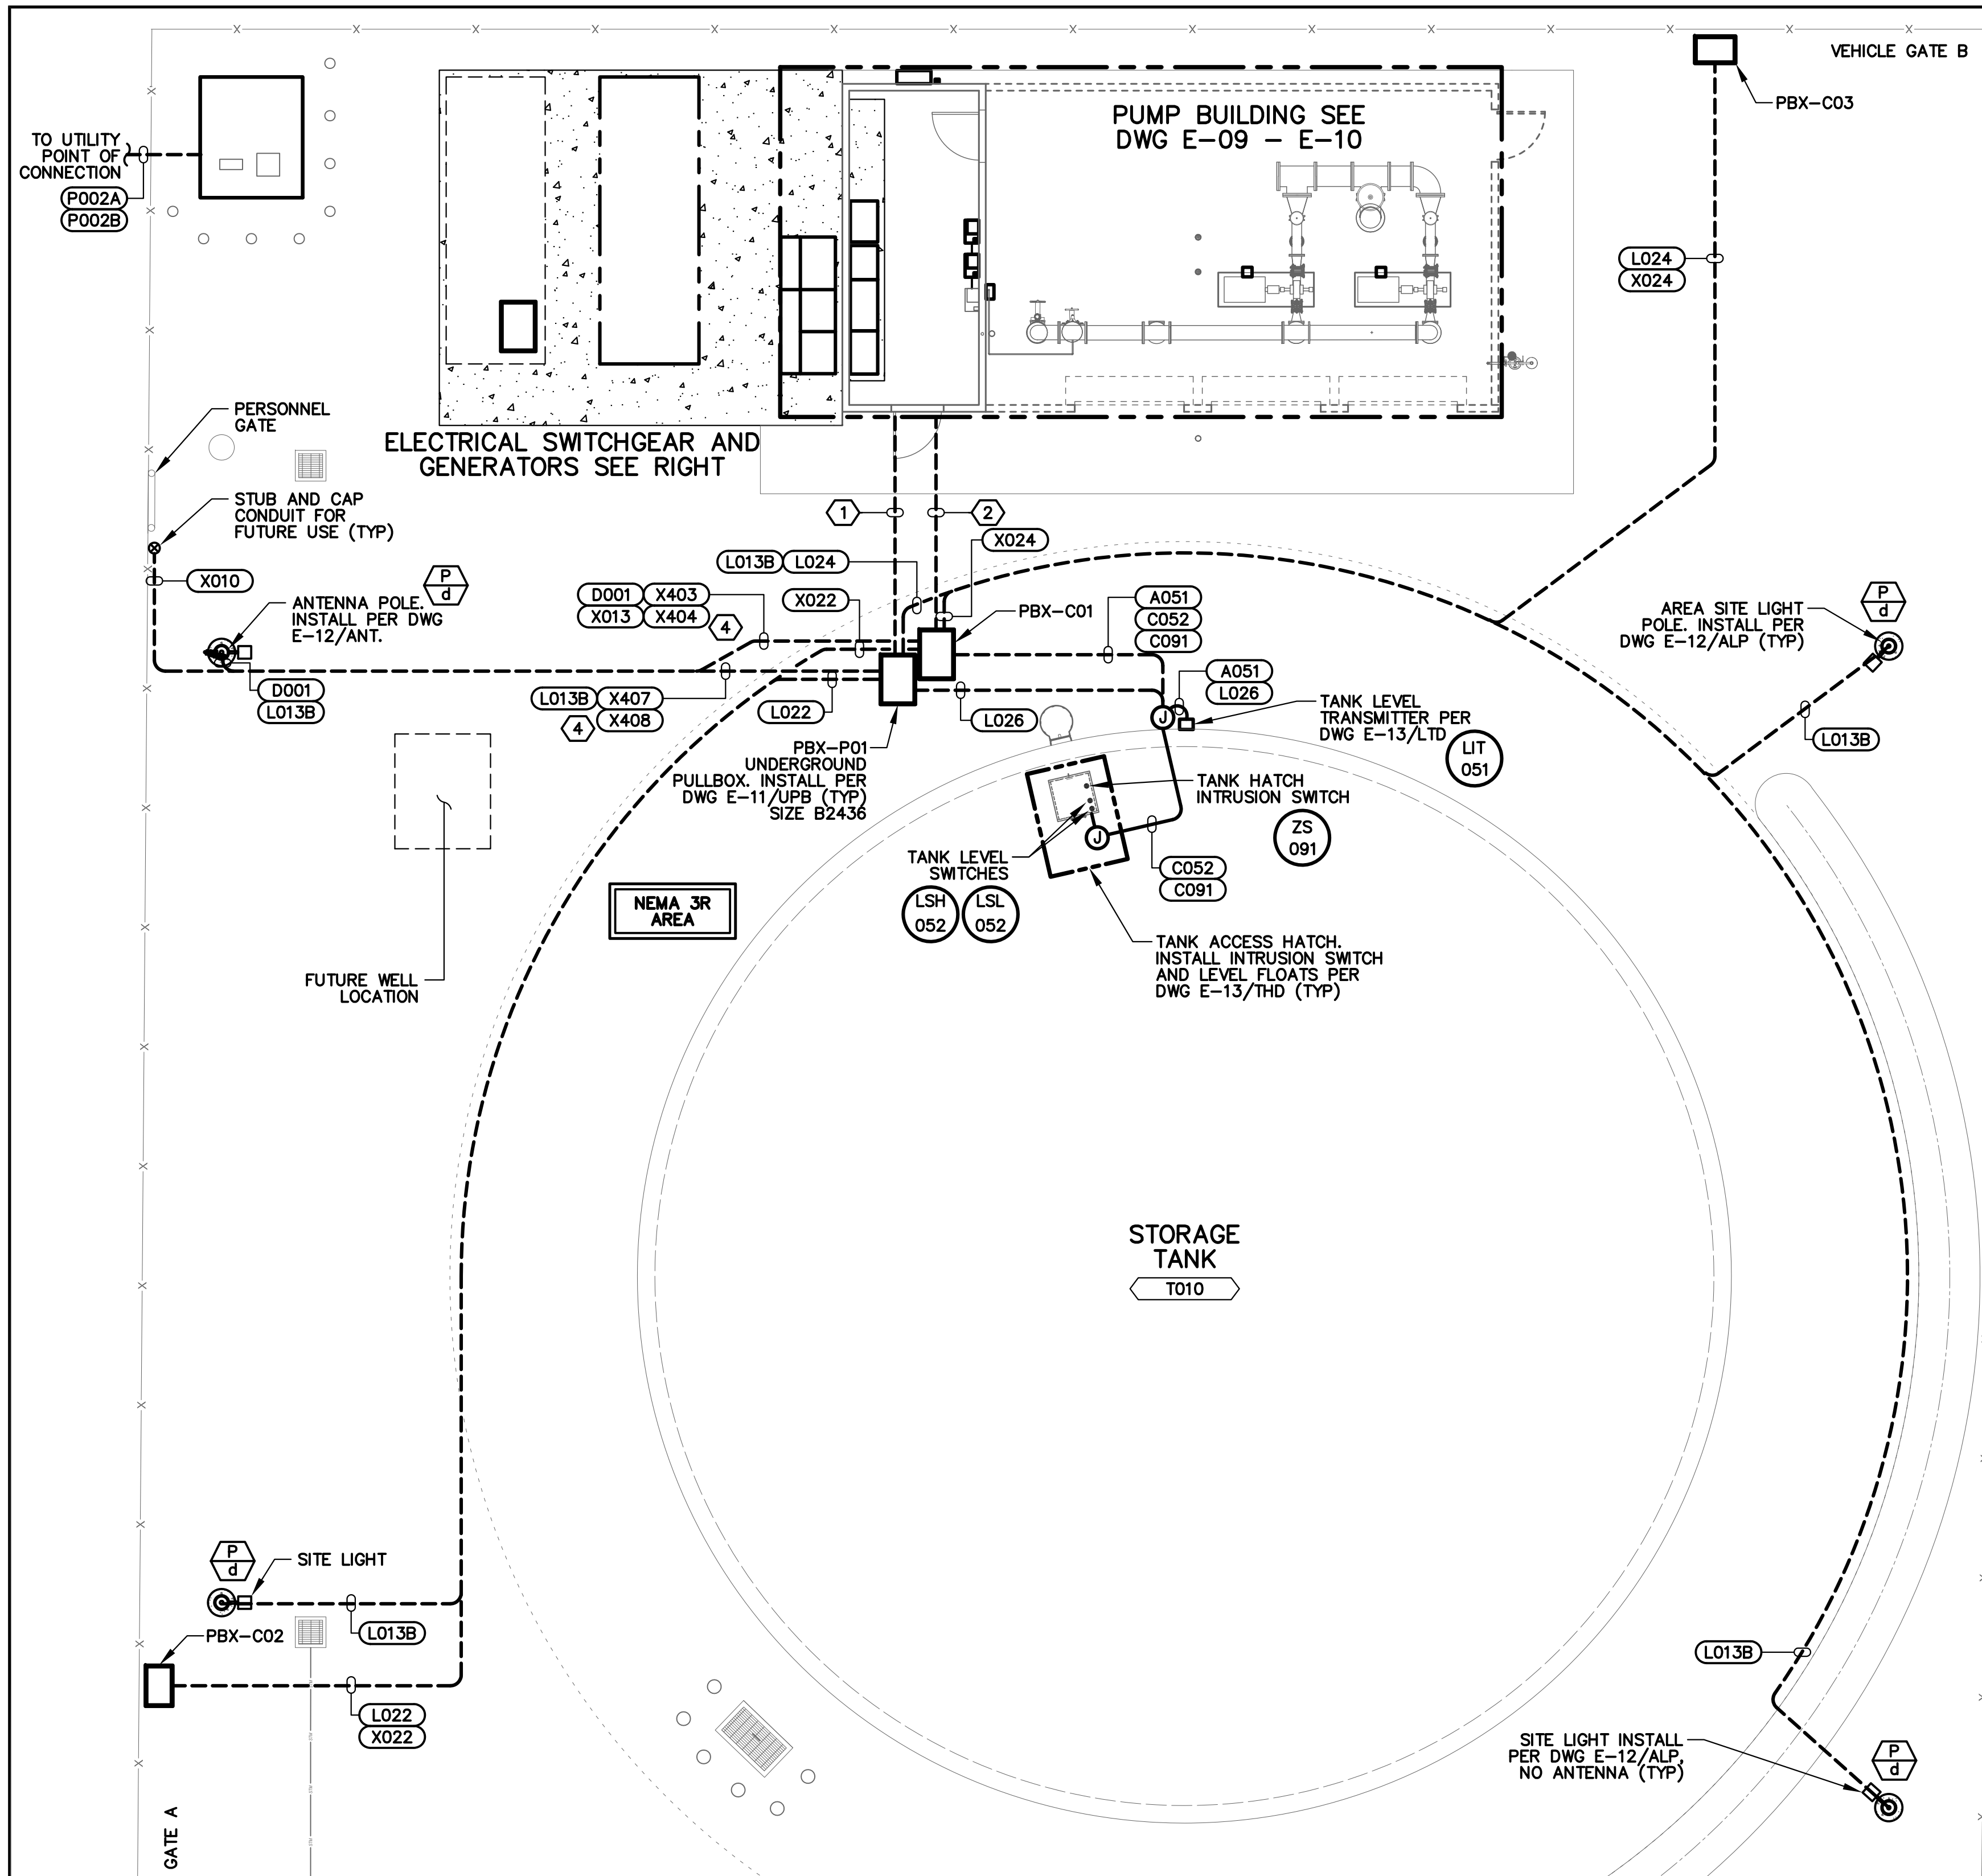 VEHICLE GATE B
PBX-C03
PUMP BUILDING SEE
DWG E-09 - E-10
TO UTILITY
POINT OF
CONNECTION
P002A
P002B
L024
X024
PERSONNEL
GATE
ELECTRICAL SWITCHGEAR AND
GENERATORS SEE RIGHT
STUB AND CAP
CONDUIT FOR
FUTURE USE (TYP)
1
2
X024
L013B L024
X010
P
d
ANTENNA POLE.
INSTALL PER DWG
E-12/ANT.
D001 X403
X013 X404
4
X022
PBX-C01
A051
C052
C091
AREA SITE LIGHT
POLE. INSTALL PER
DWG E-12/ALP (TYP)
P
d
D001
L013B
L013B X407
X408
4
L022
L026
A051
L026
TANK LEVEL
TRANSMITTER PER
DWG E-13/LTD
LIT
051
L013B
PBX-P01
UNDERGROUND
PULLBOX. INSTALL PER
DWG E-11/UPB (TYP)
SIZE B2436
J
TANK HATCH
INTRUSION SWITCH
ZS
091
J
TANK LEVEL
SWITCHES
LSH
052
LSL
052
C052
C091
NEMA 3R
AREA
TANK ACCESS HATCH.
INSTALL INTRUSION SWITCH
AND LEVEL FLOATS PER
DWG E-13/THD (TYP)
FUTURE WELL
LOCATION
STORAGE
TANK
T010
P
d
SITE LIGHT
L013B
PBX-C02
L022
X022
L013B
SITE LIGHT INSTALL
PER DWG E-12/ALP,
NO ANTENNA (TYP)
P
d
GATE A